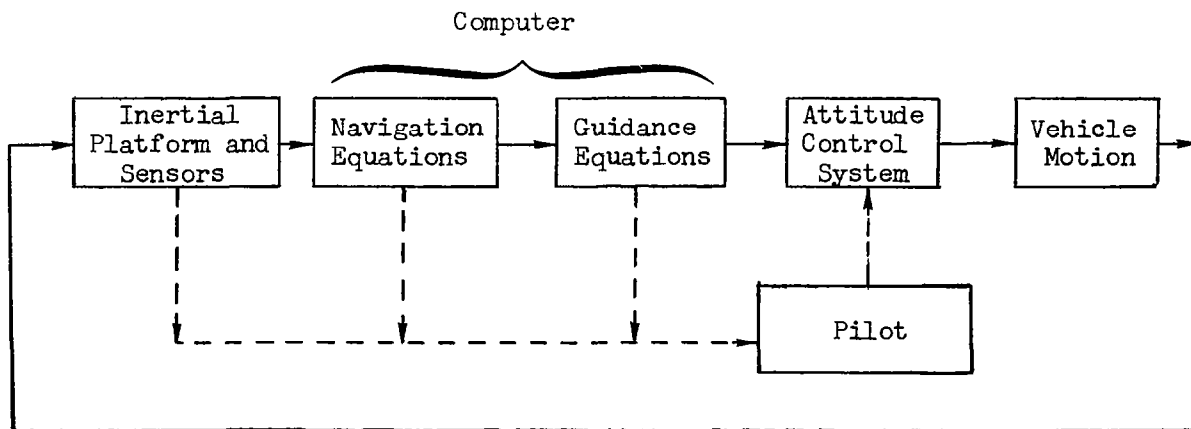 Computer
Inertial
Platform and
Sensors
Navigation
Equations
Guidance
Equations
Attitude
Control
System
Vehicle
Motion
Pilot